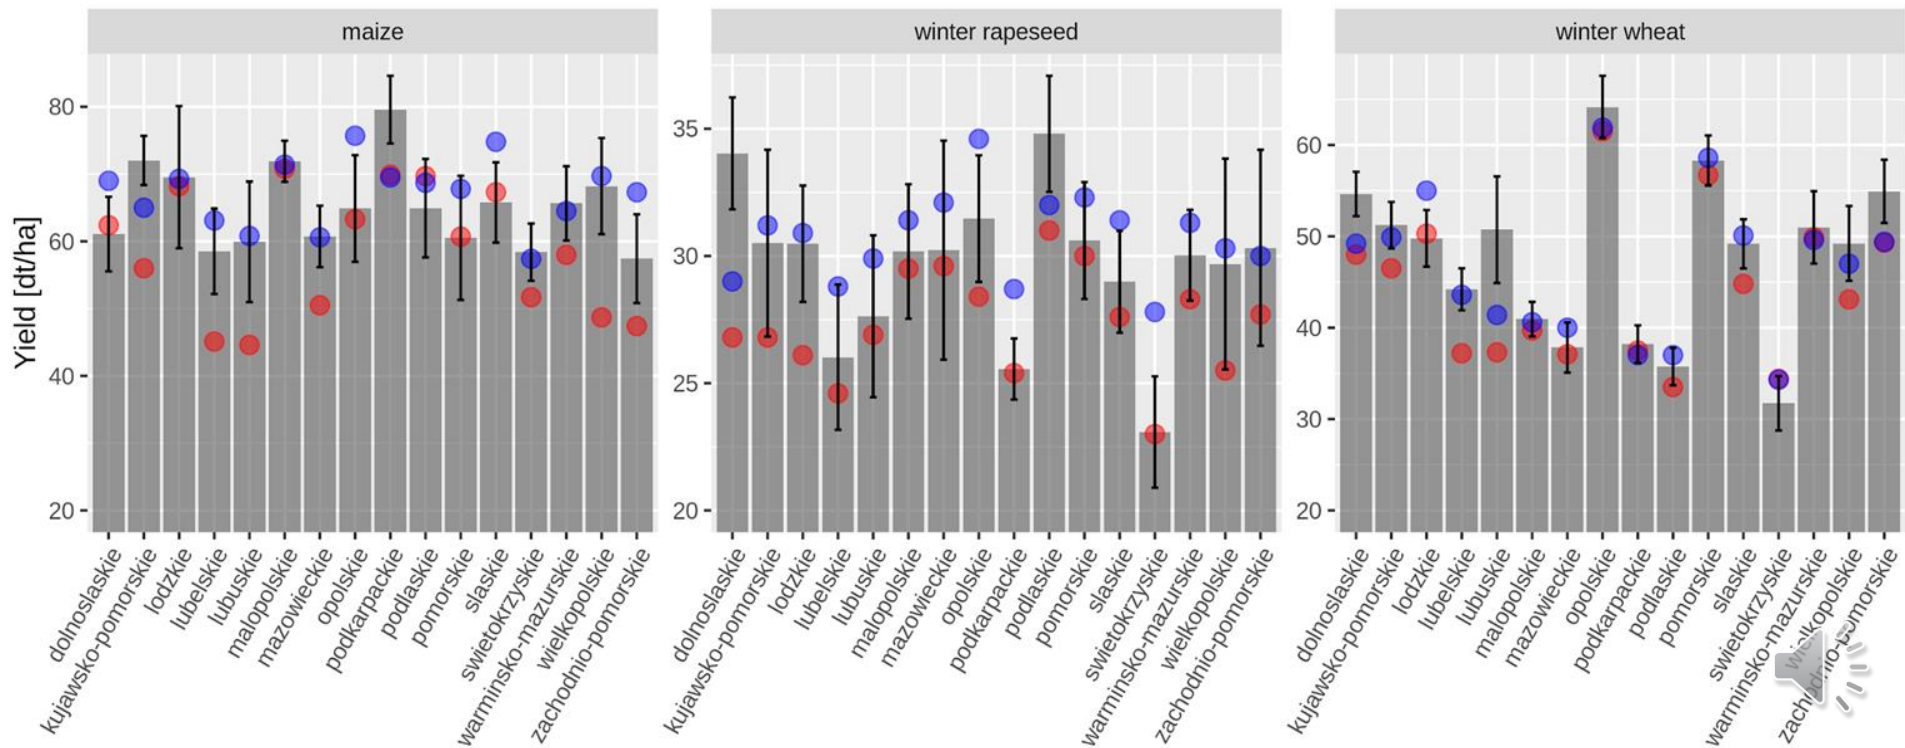 maize
winter rapeseed
winter wheat
Yield [dt/ha]
80
60
40
20
35
30
25
20
60
50
40
30
20
dolnoslaskie
kujawsko-pomorskie
lodzkie
lubelskie
lubuskie
malopolskie
mazowieckie
opolskie
podkarpackie
podlaskie
pomorskie
slaskie
swietokrzyskie
warminsko-mazurskie
wielkopolskie
zachodnio-pomorskie
dolnoslaskie
kujawsko-pomorskie
lodzkie
lubelskie
lubuskie
malopolskie
mazowieckie
opolskie
podkarpackie
podlaskie
pomorskie
slaskie
swietokrzyskie
warminsko-mazurskie
wielkopolskie
zachodnio-pomorskie
dolnoslaskie
kujawsko-pomorskie
lodzkie
lubelskie
lubuskie
malopolskie
mazowieckie
opolskie
podkarpackie
podlaskie
pomorskie
slaskie
swietokrzyskie
warminsko-mazurskie
wielkopolskie
zachodnio-pomorskie